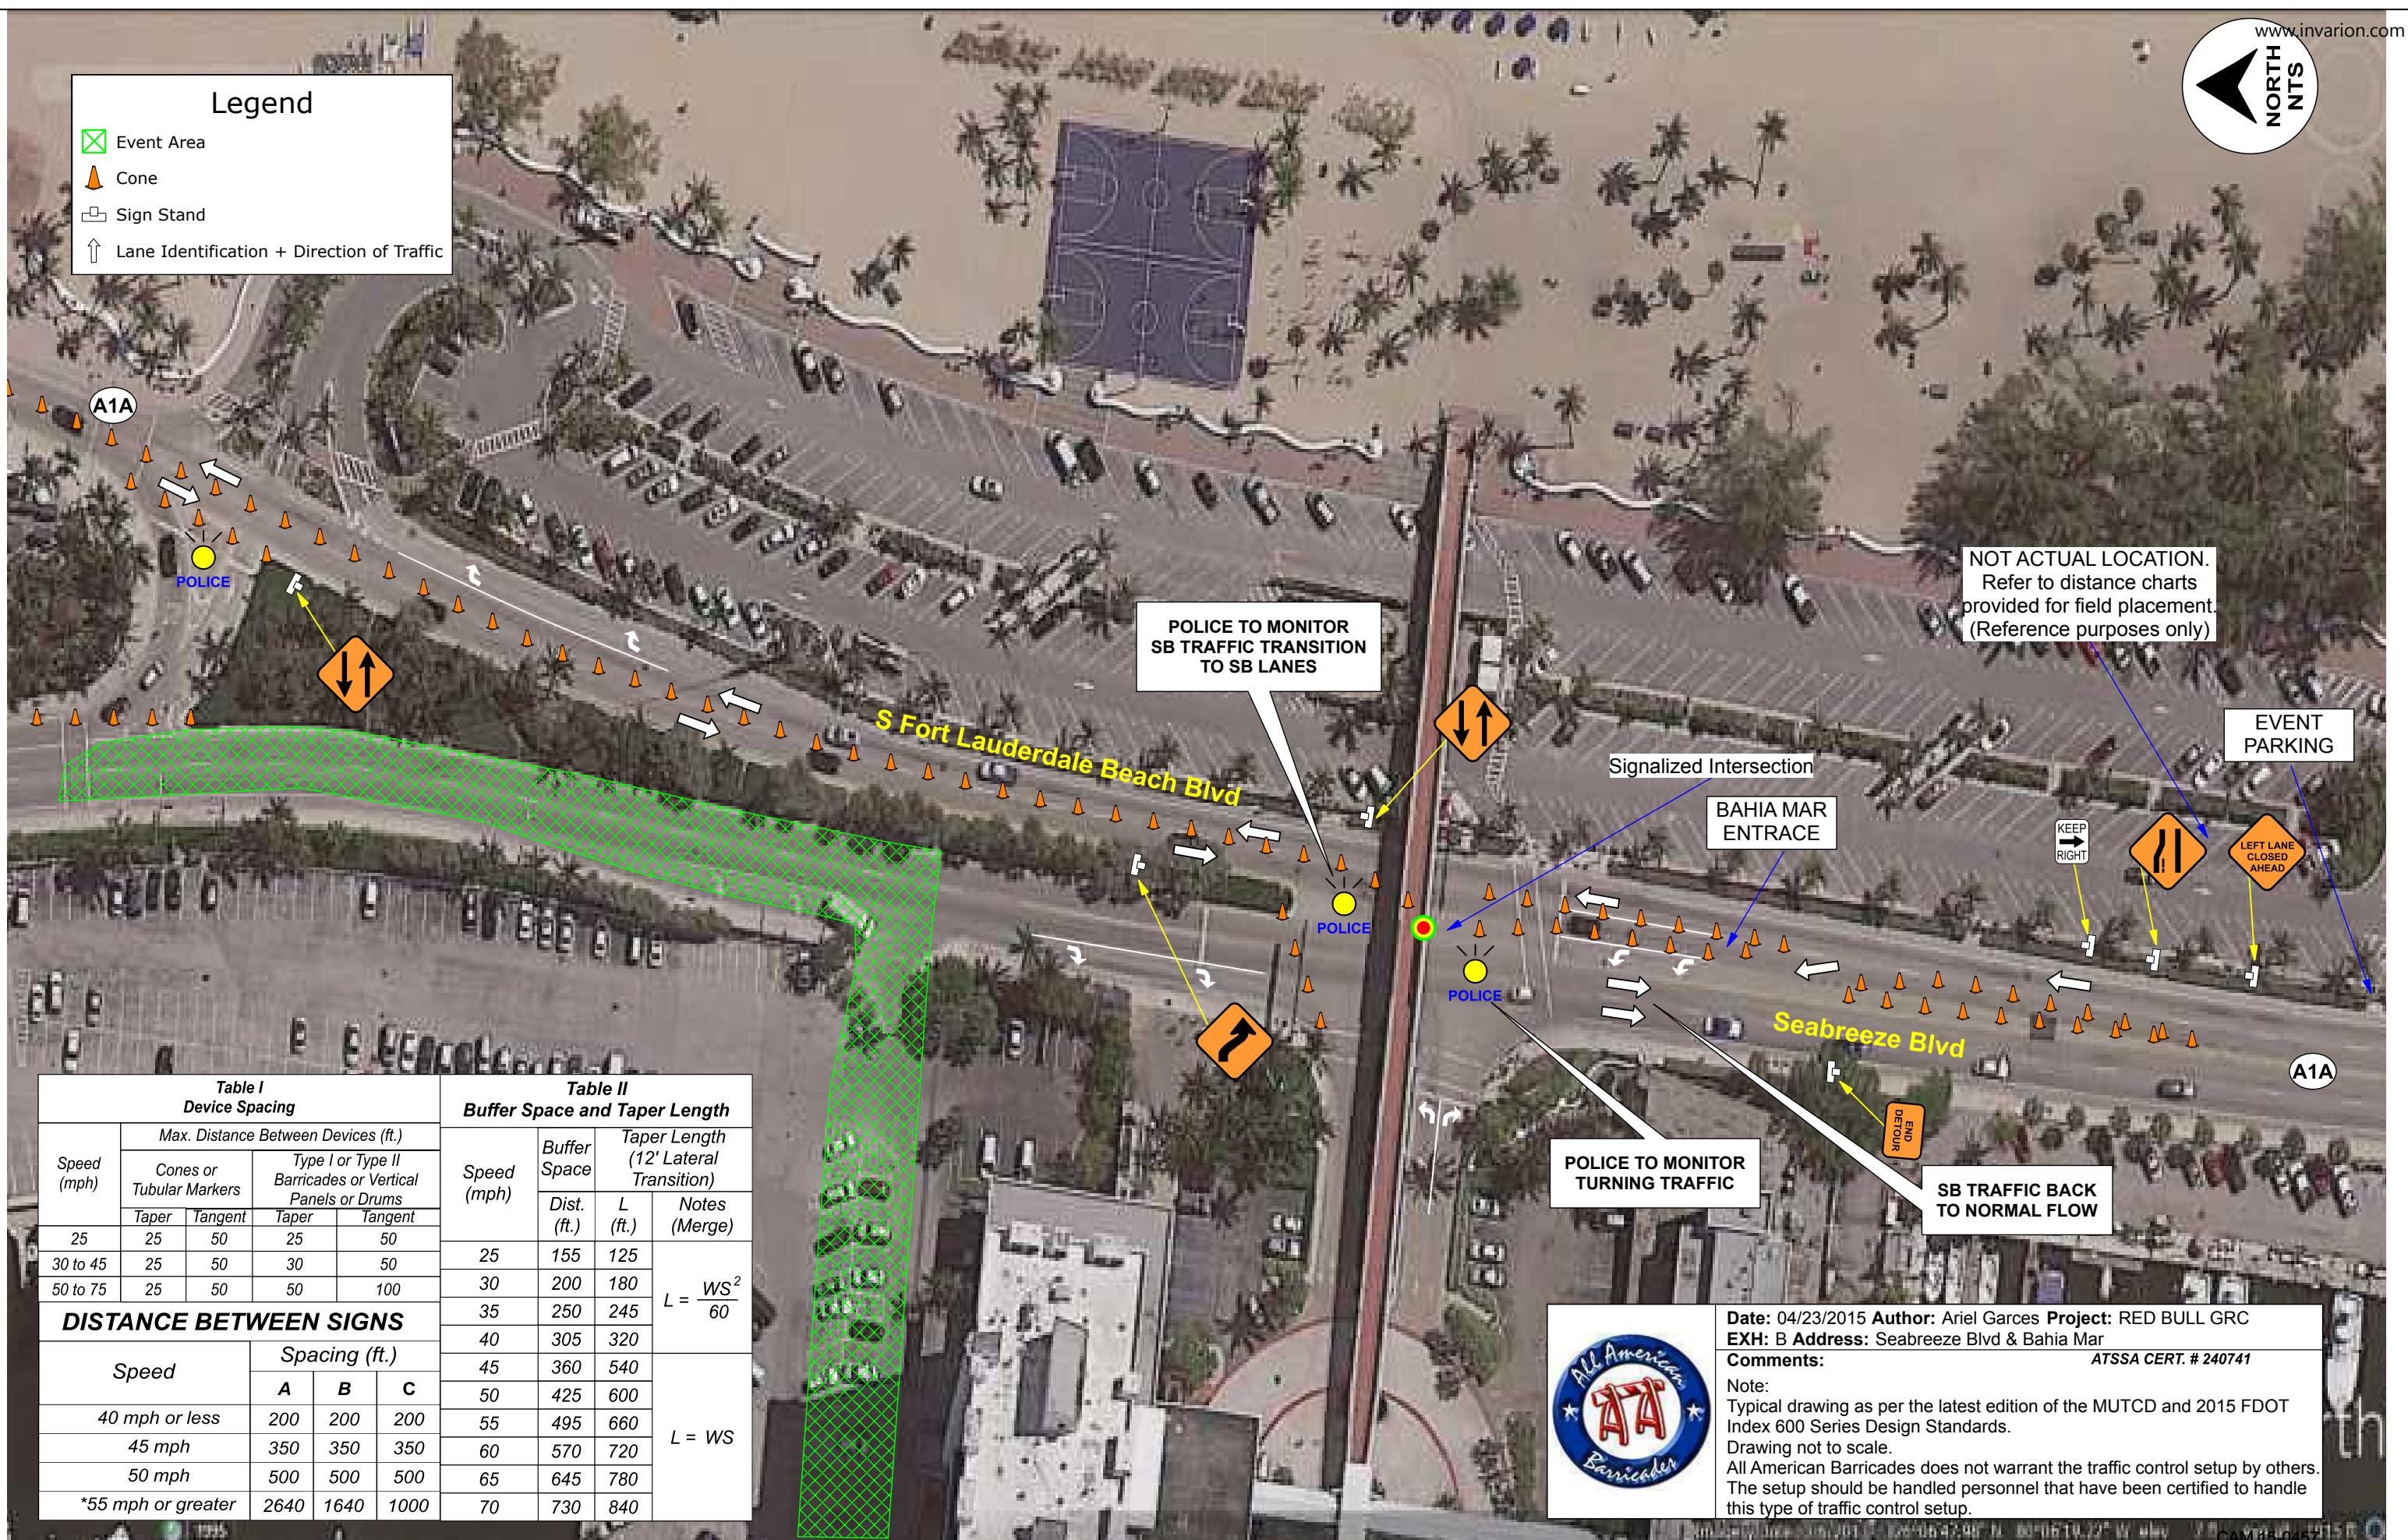 www.invarion.com
NORTH
NTS
Legend
Event Area
Cone
Sign Stand
Lane Identification + Direction of Traffic
A1A
POLICE
POLICE TO MONITOR
SB TRAFFIC TRANSITION
TO SB LANES
S Fort Lauderdale Beach Blvd
NOT ACTUAL LOCATION.
Refer to distance charts
provided for field placement.
(Reference purposes only)
EVENT
PARKING
Signalized Intersection
BAHIA MAR
ENTRACE
KEEP
RIGHT
LEFT LANE
CLOSED
AHEAD
POLICE
POLICE
Seabreeze Blvd
A1A
END
DETOUR
POLICE TO MONITOR
TURNING TRAFFIC
SB TRAFFIC BACK
TO NORMAL FLOW
Table I
Device Spacing
Speed
(mph)
Max. Distance Between Devices (ft.)
Cones or
Tubular Markers
Type I or Type II
Barricades or Vertical
Panels or Drums
Taper Tangent Taper Tangent
25 25 50 25 50
30 to 45 25 50 30 50
50 to 75 25 50 50 100
DISTANCE BETWEEN SIGNS
Speed
Spacing (ft.)
A B C
40 mph or less 200 200 200
45 mph 350 350 350
50 mph 500 500 500
*55 mph or greater 2640 1640 1000
Table II
Buffer Space and Taper Length
Speed
(mph)
Buffer
Space
Taper Length
(12' Lateral
Transition)
Dist.
(ft.)
L
(ft.)
Notes
(Merge)
25 155 125
30 200 180
35 250 245
40 305 320
L = WS²/60
45 360 540
50 425 600
55 495 660
60 570 720
65 645 780
70 730 840
L = WS
All American
AA
Barricades
Date: 04/23/2015 Author: Ariel Garces Project: RED BULL GRC
EXH: B Address: Seabreeze Blvd & Bahia Mar
Comments: ATSSA CERT. # 240741
Note:
Typical drawing as per the latest edition of the MUTCD and 2015 FDOT
Index 600 Series Design Standards.
Drawing not to scale.
All American Barricades does not warrant the traffic control setup by others.
The setup should be handled personnel that have been certified to handle
this type of traffic control setup.
CAM 15-0457
1995